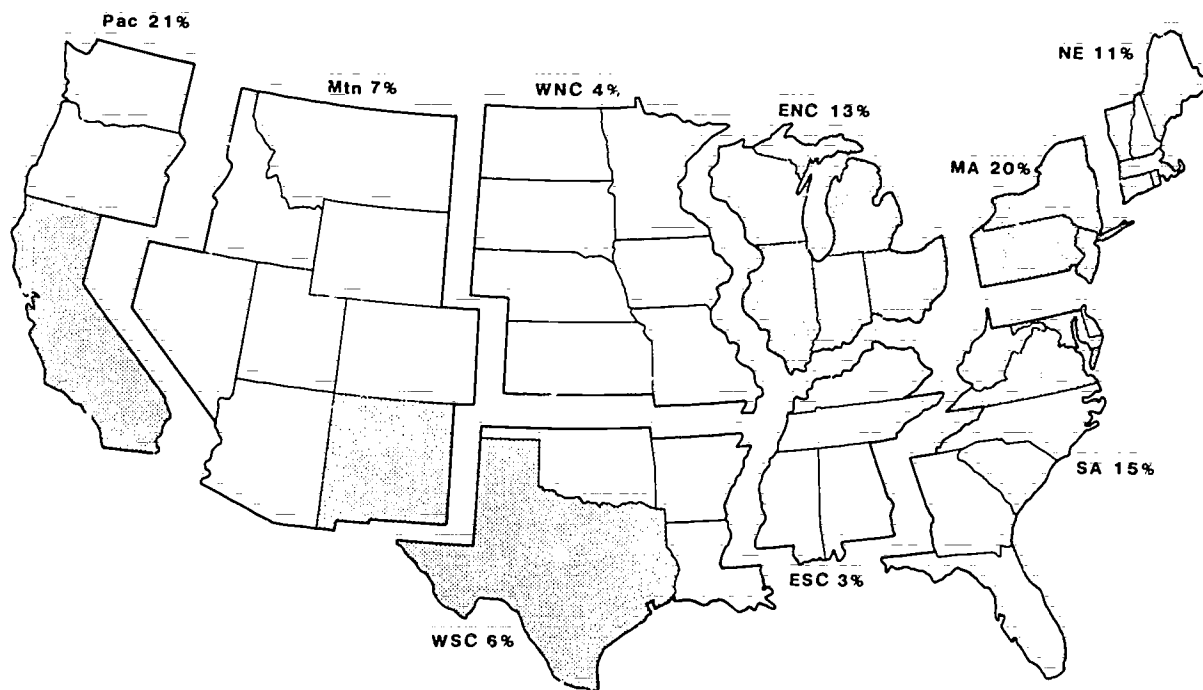 Pac 21%
NE 11%
Mtn 7%
WNC 4%
ENC 13%
MA 20%
SA 15%
ESC 3%
WSC 6%